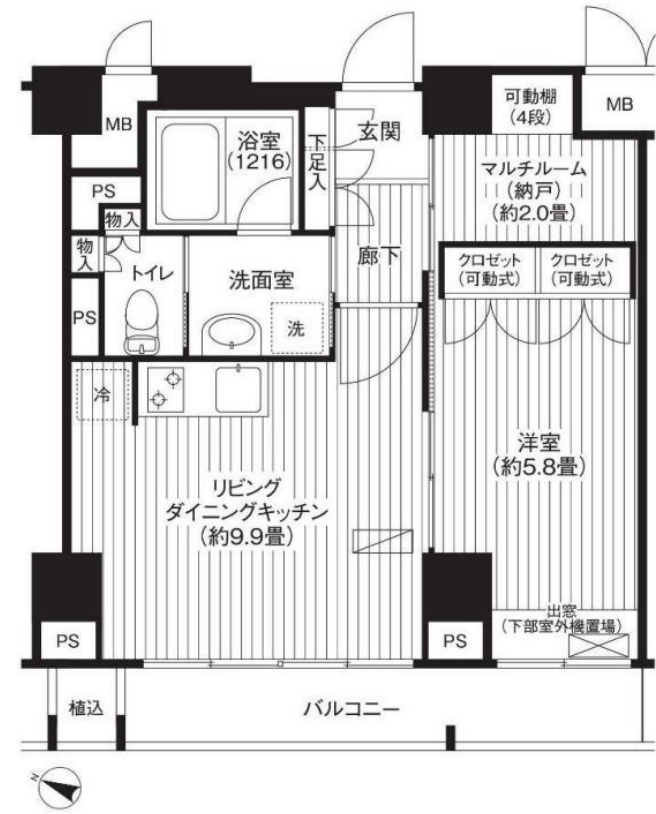 MB
浴室
(1216)
下足入
玄関
可動棚
(4段)
MB
マルチルーム
(納戸)
(約2.0畳)
PS
物入
物入
トイレ
洗面室
廊下
クロゼット
(可動式)
クロゼット
(可動式)
PS
洗
冷
洋室
(約5.8畳)
リビング
ダイニングキッチン
(約9.9畳)
出窓
(下部室外機置場)
PS
PS
植込
バルコニー
N